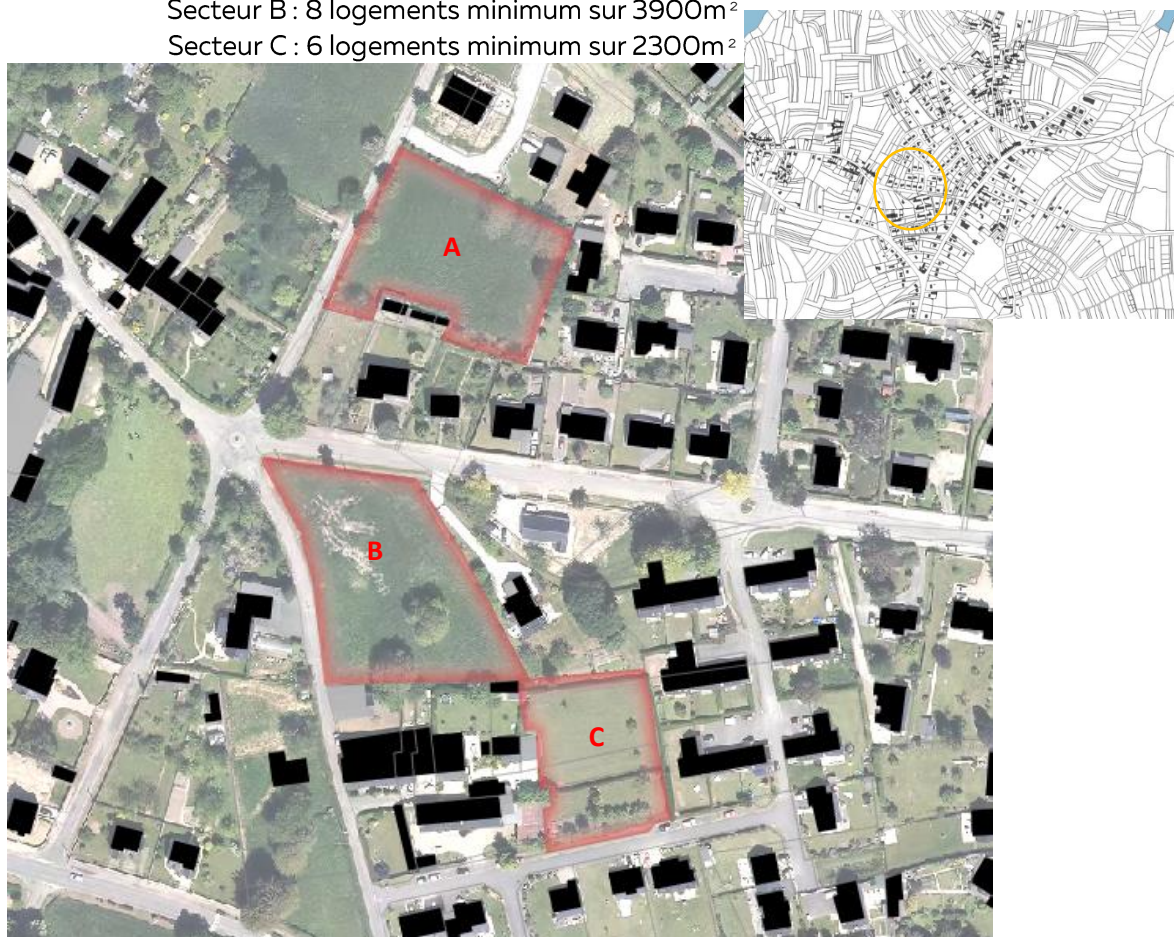 Secteur B : 8 logements minimum sur 3900m²
Secteur C : 6 logements minimum sur 2300m²
A
B
C